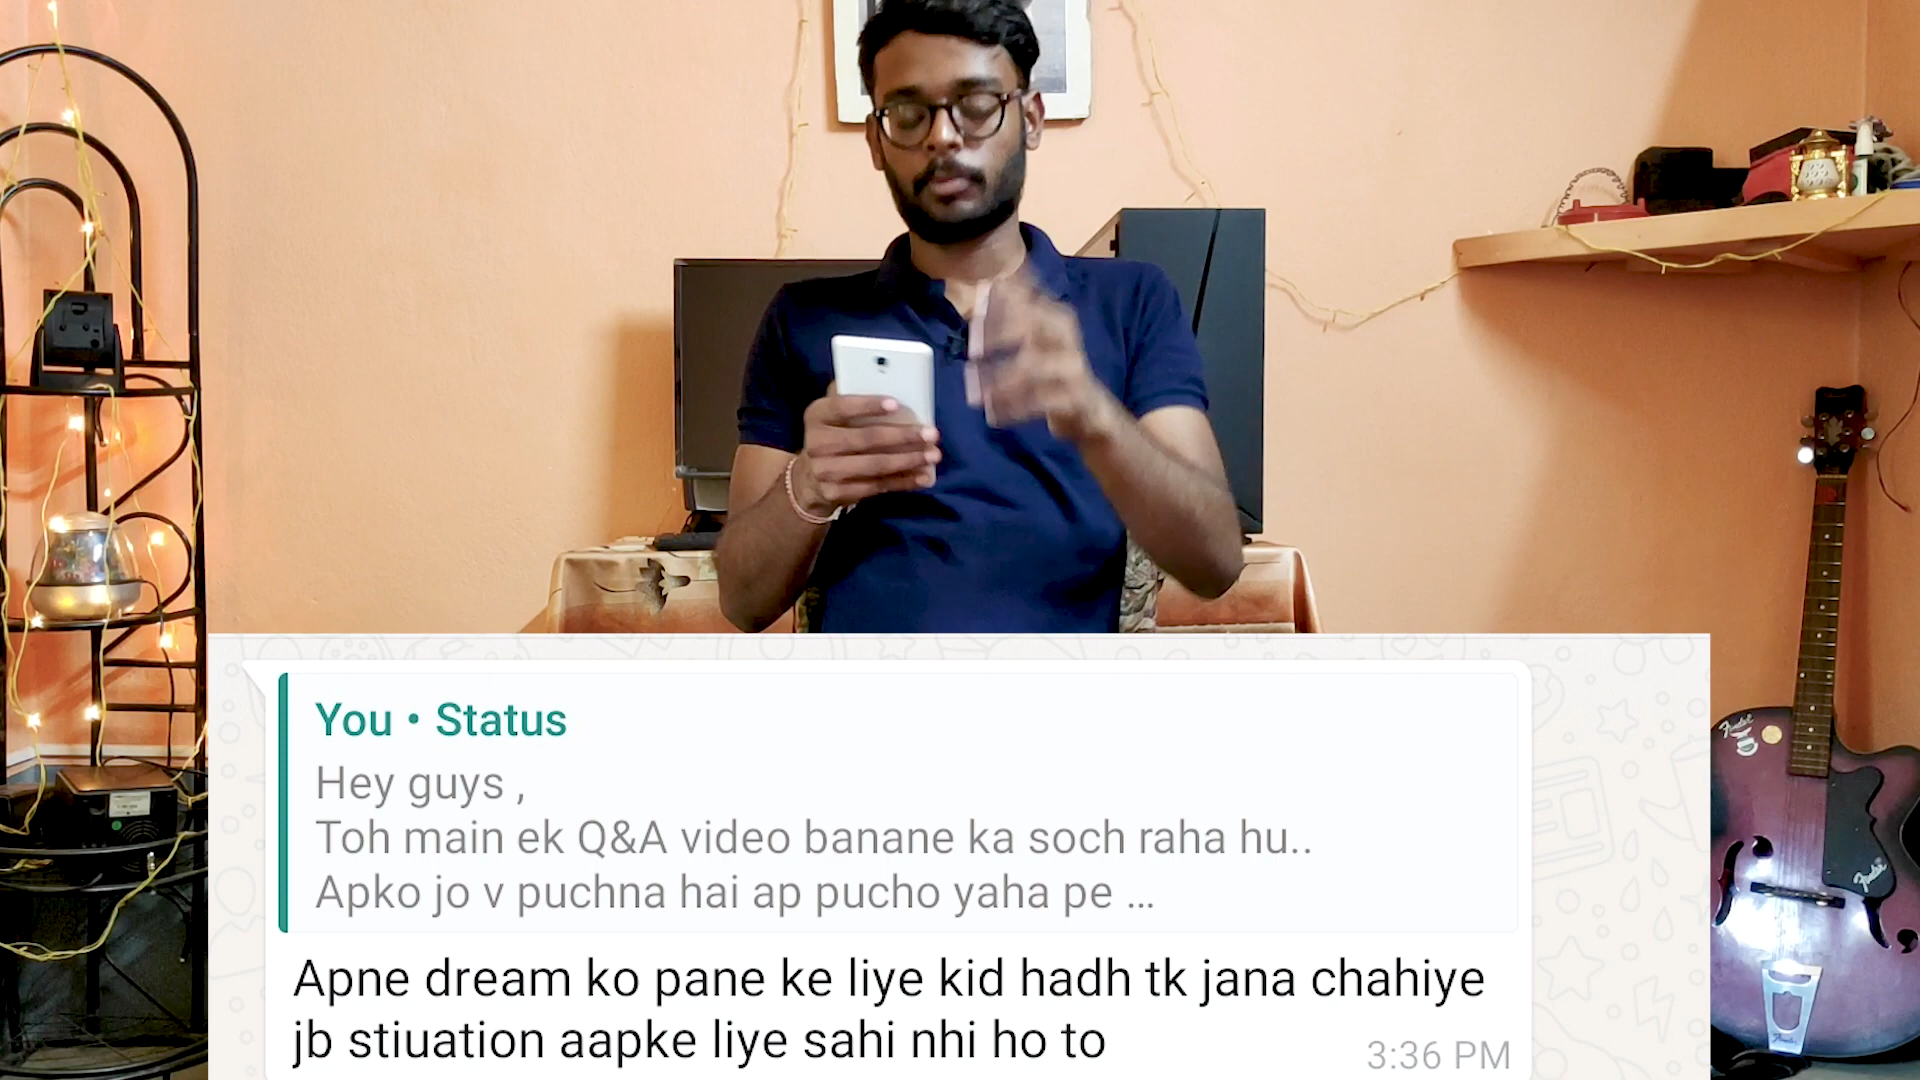 You • Status
Hey guys ,
Toh main ek Q&A video banane ka soch raha hu..
Apko jo v puchna hai ap pucho yaha pe ...
Apne dream ko pane ke liye kid hadh tk jana chahiye
jb stiuation aapke liye sahi nhi ho to
3:36 PM
Fender
Fender